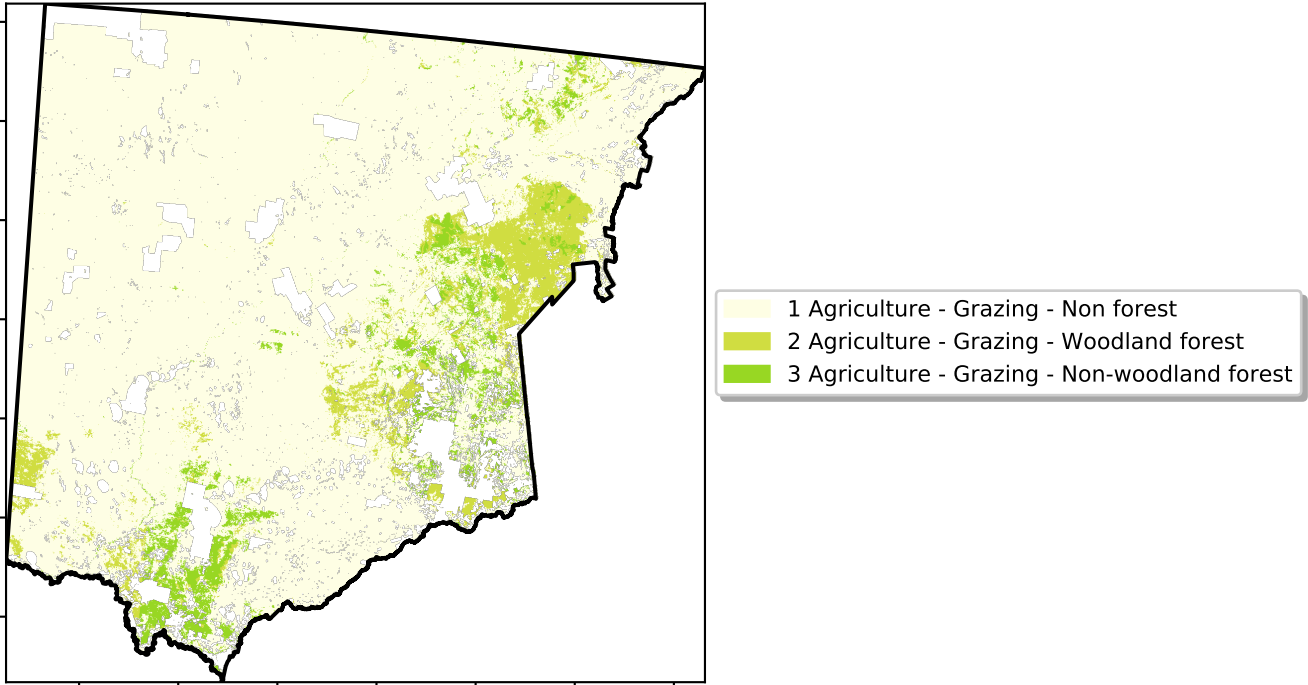 1 Agriculture - Grazing - Non forest
2 Agriculture - Grazing - Woodland forest
3 Agriculture - Grazing - Non-woodland forest